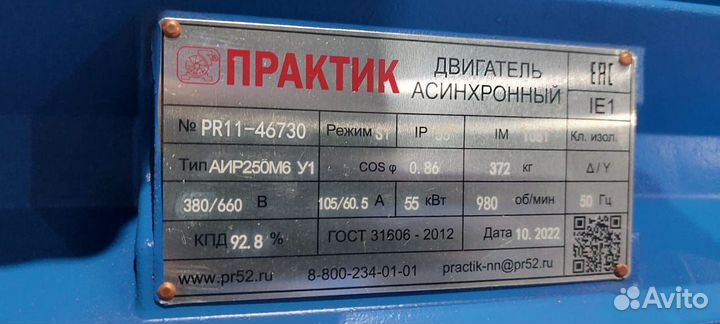 ПРАКТИК ДВИГАТЕЛЬ АСИНХРОННЫЙ EAC
IE1
№ PR11-46730 Режим S1 IP IM 1081 Кл. изол.
Тип АИР250М6 У1 COS φ 0.86 372 кг Δ/Y
380/660 В 105/60.5 А 55 кВт 980 об/мин 50 Гц
КПД 92.8 % ГОСТ 31606 - 2012 Дата 10.2022
www.pr52.ru 8-800-234-01-01 practik-nn@pr52.ru
Avito